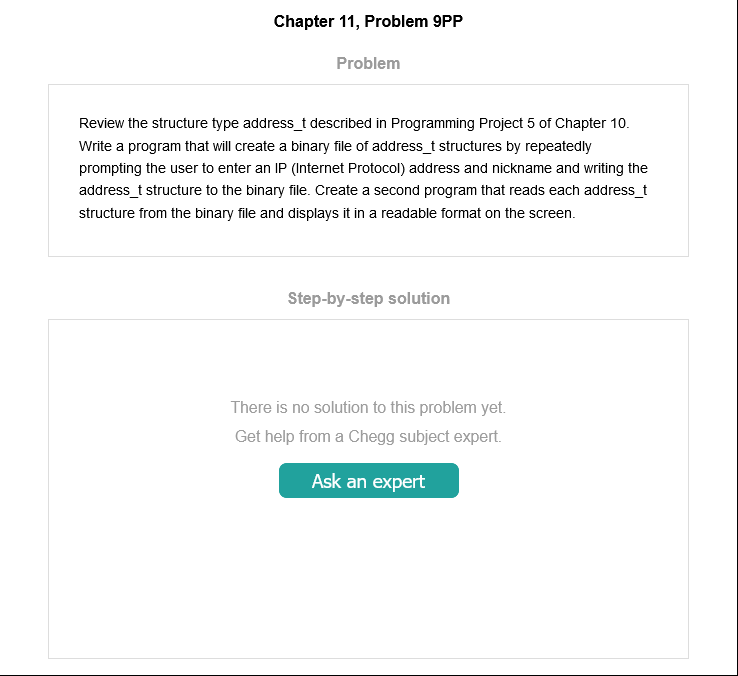 Chapter 11, Problem 9PP
Problem
Review the structure type address_t described in Programming Project 5 of Chapter 10.
Write a program that will create a binary file of address_t structures by repeatedly
prompting the user to enter an IP (Internet Protocol) address and nickname and writing the
address_t structure to the binary file. Create a second program that reads each address_t
structure from the binary file and displays it in a readable format on the screen.
Step-by-step solution
There is no solution to this problem yet.
Get help from a Chegg subject expert.
Ask an expert